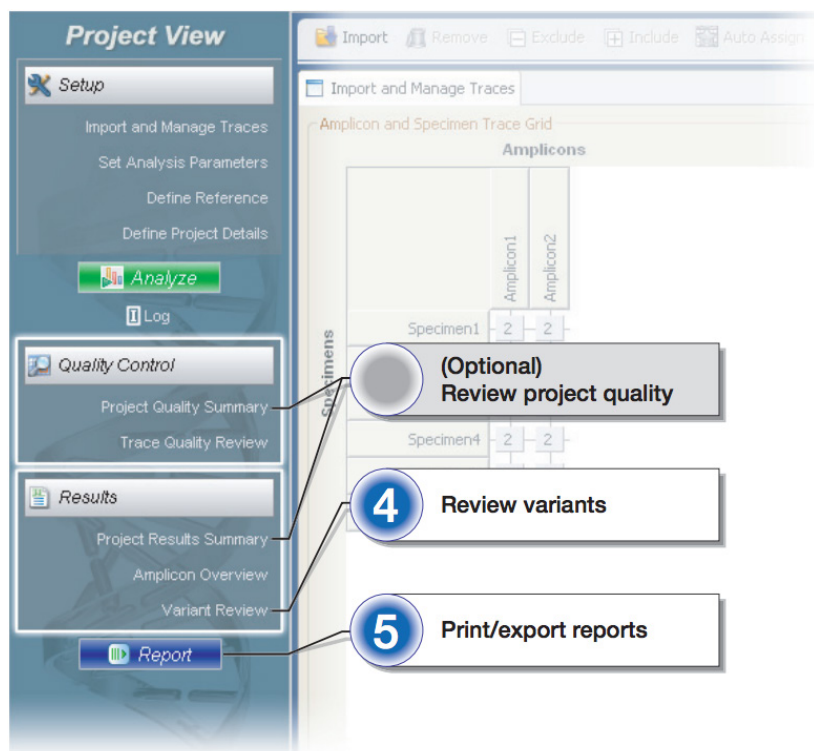 Project View
Setup
Import and Manage Traces
Set Analysis Parameters
Define Reference
Define Project Details
Analyze
Log
Quality Control
Project Quality Summary
Trace Quality Review
Results
Project Results Summary
Amplicon Overview
Variant Review
Report
Import Remove Exclude Include Auto Assign
Import and Manage Traces
Amplicon and Specimen Trace Grid
Amplicons
Amplicon1
Amplicon2
Specimens
Specimen1 2 2
(Optional)
Review project quality
Specimen4 2 2
4 Review variants
5 Print/export reports